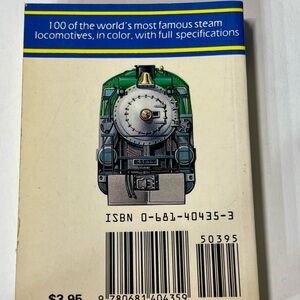 100 of the world's most famous steam
locomotives, in color, with full specifications
ISBN 0-681-40435-3
50395
$3.95
9 780681 404359